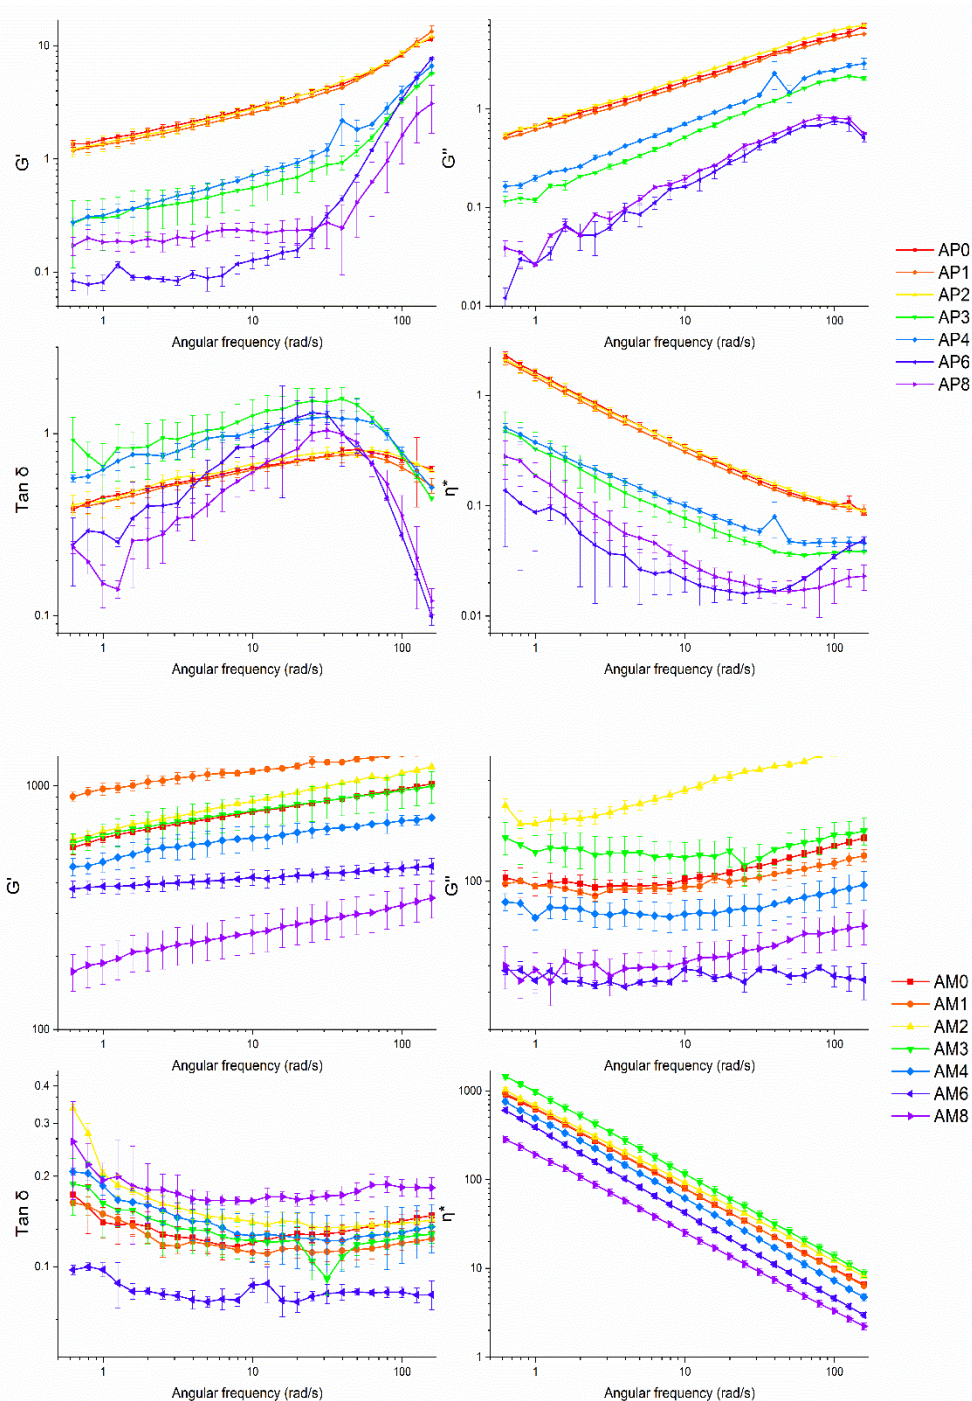 10
1
0.1
G'
1
10
100
Angular frequency (rad/s)
1
0.1
0.01
G''
1
10
100
Angular frequency (rad/s)
AP0
AP1
AP2
AP3
AP4
AP6
AP8
1
0.1
Tan δ
1
10
100
Angular frequency (rad/s)
1
0.1
0.01
η*
1
10
100
Angular frequency (rad/s)
1000
100
G'
1
10
100
Angular frequency (rad/s)
100
G''
1
10
100
Angular frequency (rad/s)
AM0
AM1
AM2
AM3
AM4
AM6
AM8
0.4
0.3
0.2
0.1
Tan δ
1
10
100
Angular frequency (rad/s)
1000
100
10
1
η*
1
10
100
Angular frequency (rad/s)